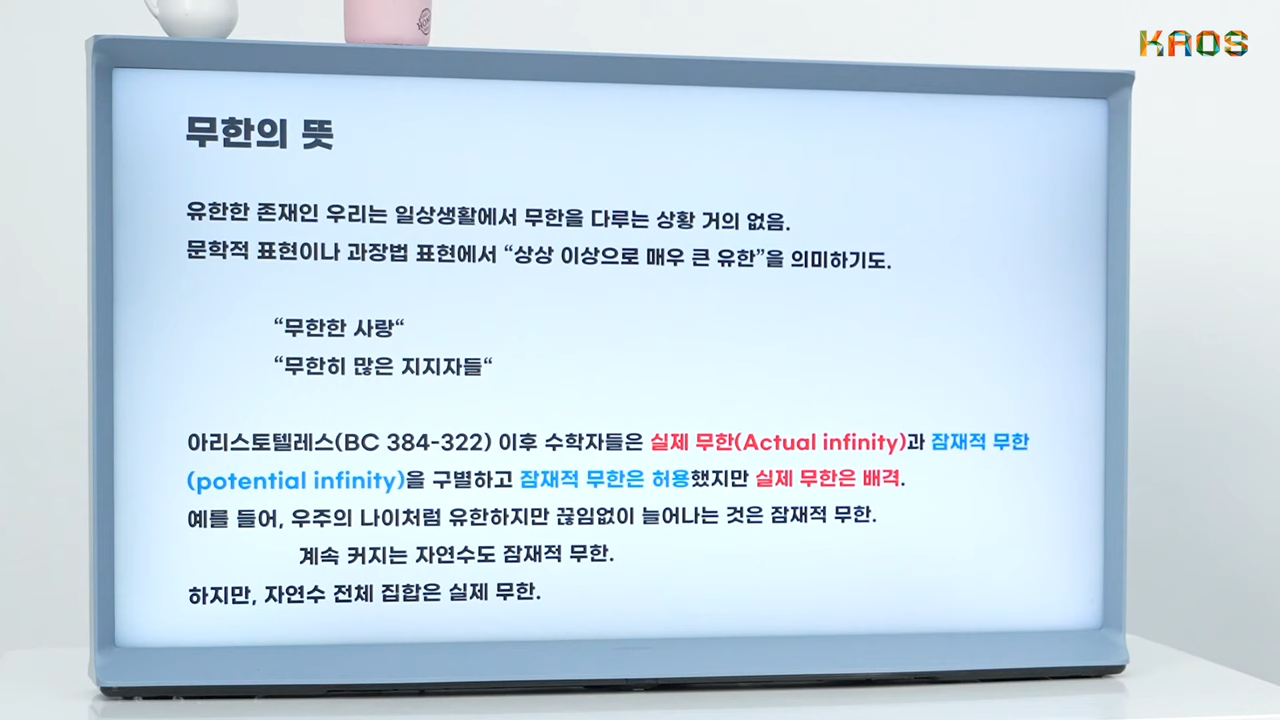 KAOS
무한의 뜻
유한한 존재인 우리는 일상생활에서 무한을 다루는 상황 거의 없음.
문학적 표현이나 과장법 표현에서 “상상 이상으로 매우 큰 유한”을 의미하기도.
“무한한 사랑“
“무한히 많은 지지자들“
아리스토텔레스(BC 384-322) 이후 수학자들은 실제 무한(Actual infinity)과 잠재적 무한
(potential infinity)을 구별하고 잠재적 무한은 허용했지만 실제 무한은 배격.
예를 들어, 우주의 나이처럼 유한하지만 끊임없이 늘어나는 것은 잠재적 무한.
계속 커지는 자연수도 잠재적 무한.
하지만, 자연수 전체 집합은 실제 무한.